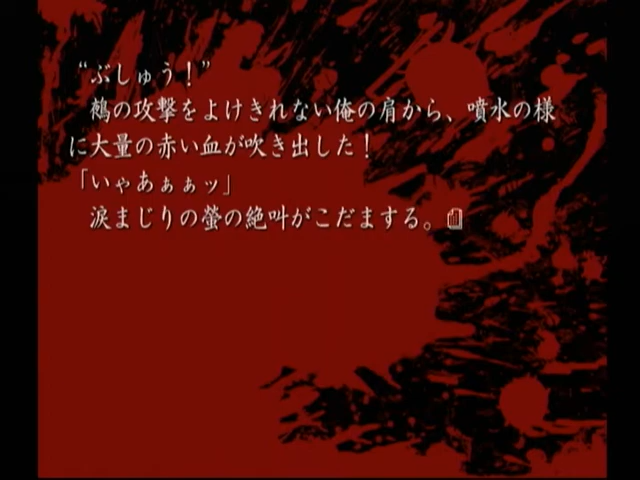 “ぶしゅう！”
鵺の攻撃をよけきれない俺の肩から、噴水の様
に大量の赤い血が吹き出した！
「いゃあぁぁッ」
涙まじりの螢の絶叫がこだまする。